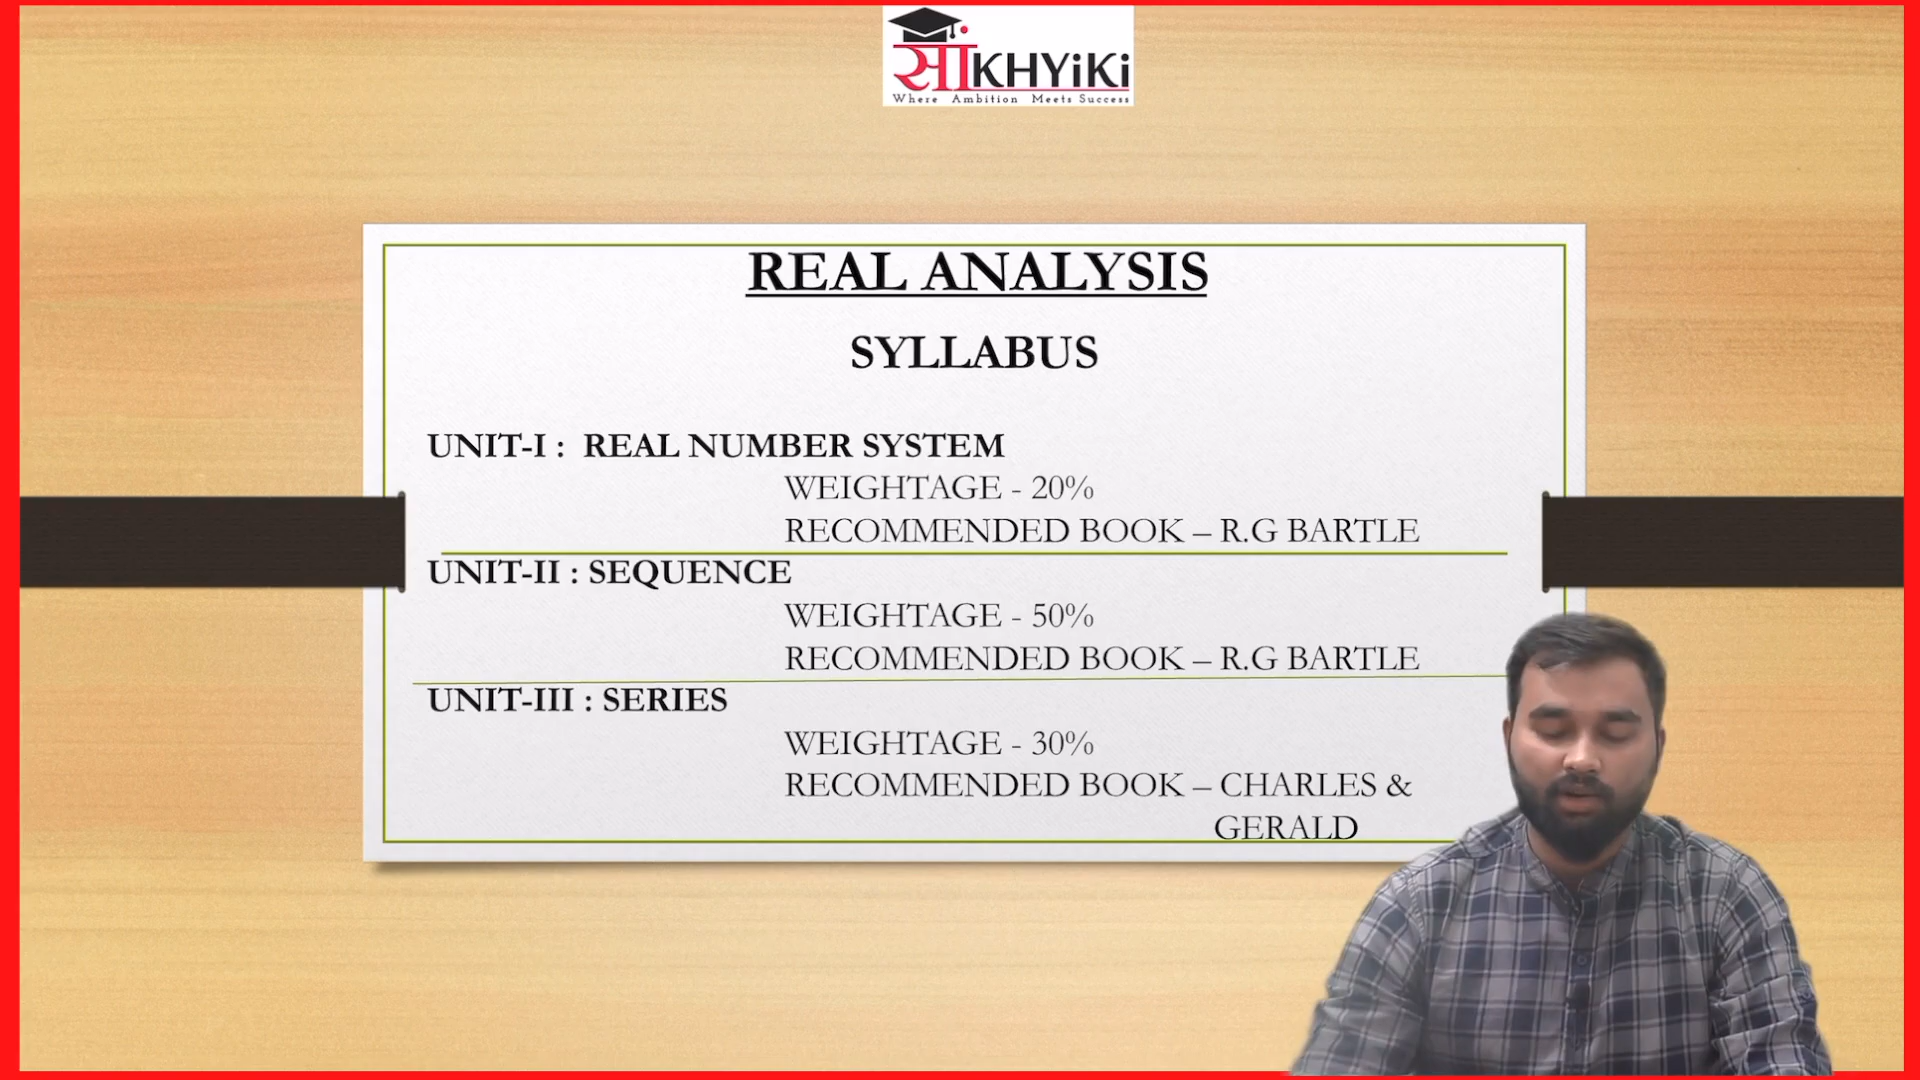 सांKHYiKi
Where Ambition Meets Success
REAL ANALYSIS
SYLLABUS
UNIT-I : REAL NUMBER SYSTEM
WEIGHTAGE - 20%
RECOMMENDED BOOK – R.G BARTLE
UNIT-II : SEQUENCE
WEIGHTAGE - 50%
RECOMMENDED BOOK – R.G BARTLE
UNIT-III : SERIES
WEIGHTAGE - 30%
RECOMMENDED BOOK – CHARLES &
GERALD